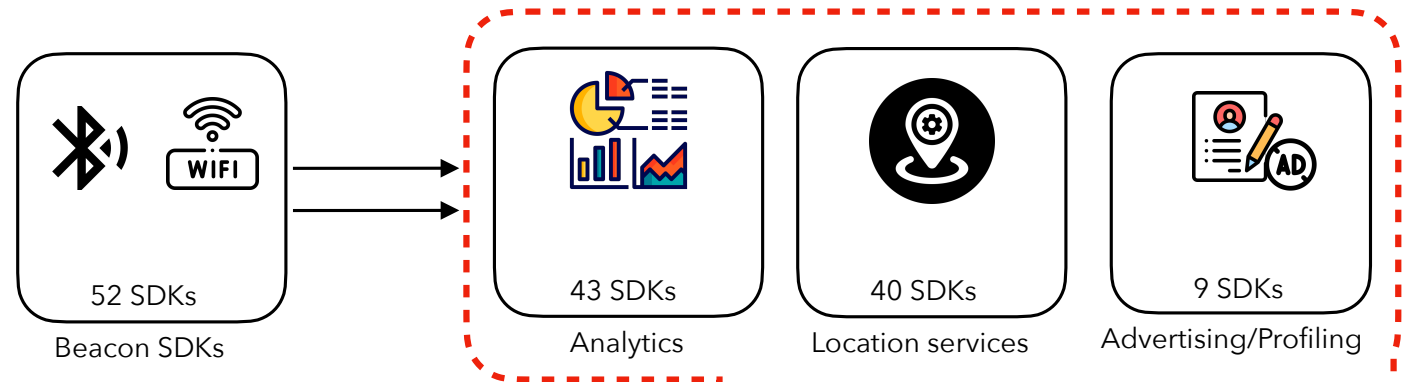 WIFI
52 SDKs
Beacon SDKs
43 SDKs
Analytics
40 SDKs
Location services
AD
9 SDKs
Advertising/Profiling